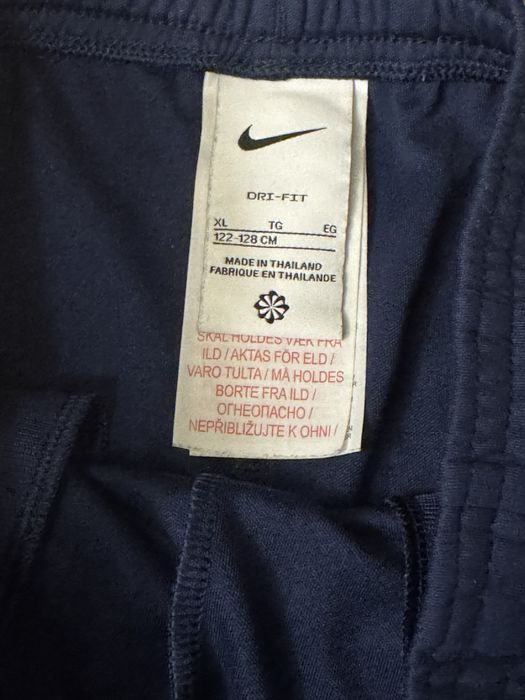 DRI-FIT
XL TG EG
122-128 CM
MADE IN THAILAND
FABRIQUE EN THAILANDE
SKAL HOLDES VÆK FRA
ILD / AKTAS FÖR ELD /
VARO TULTA / MÅ HOLDES
BORTE FRA ILD /
ОГНЕОПАСНО /
NEPŘIBLIŽUJTE K OHNI /